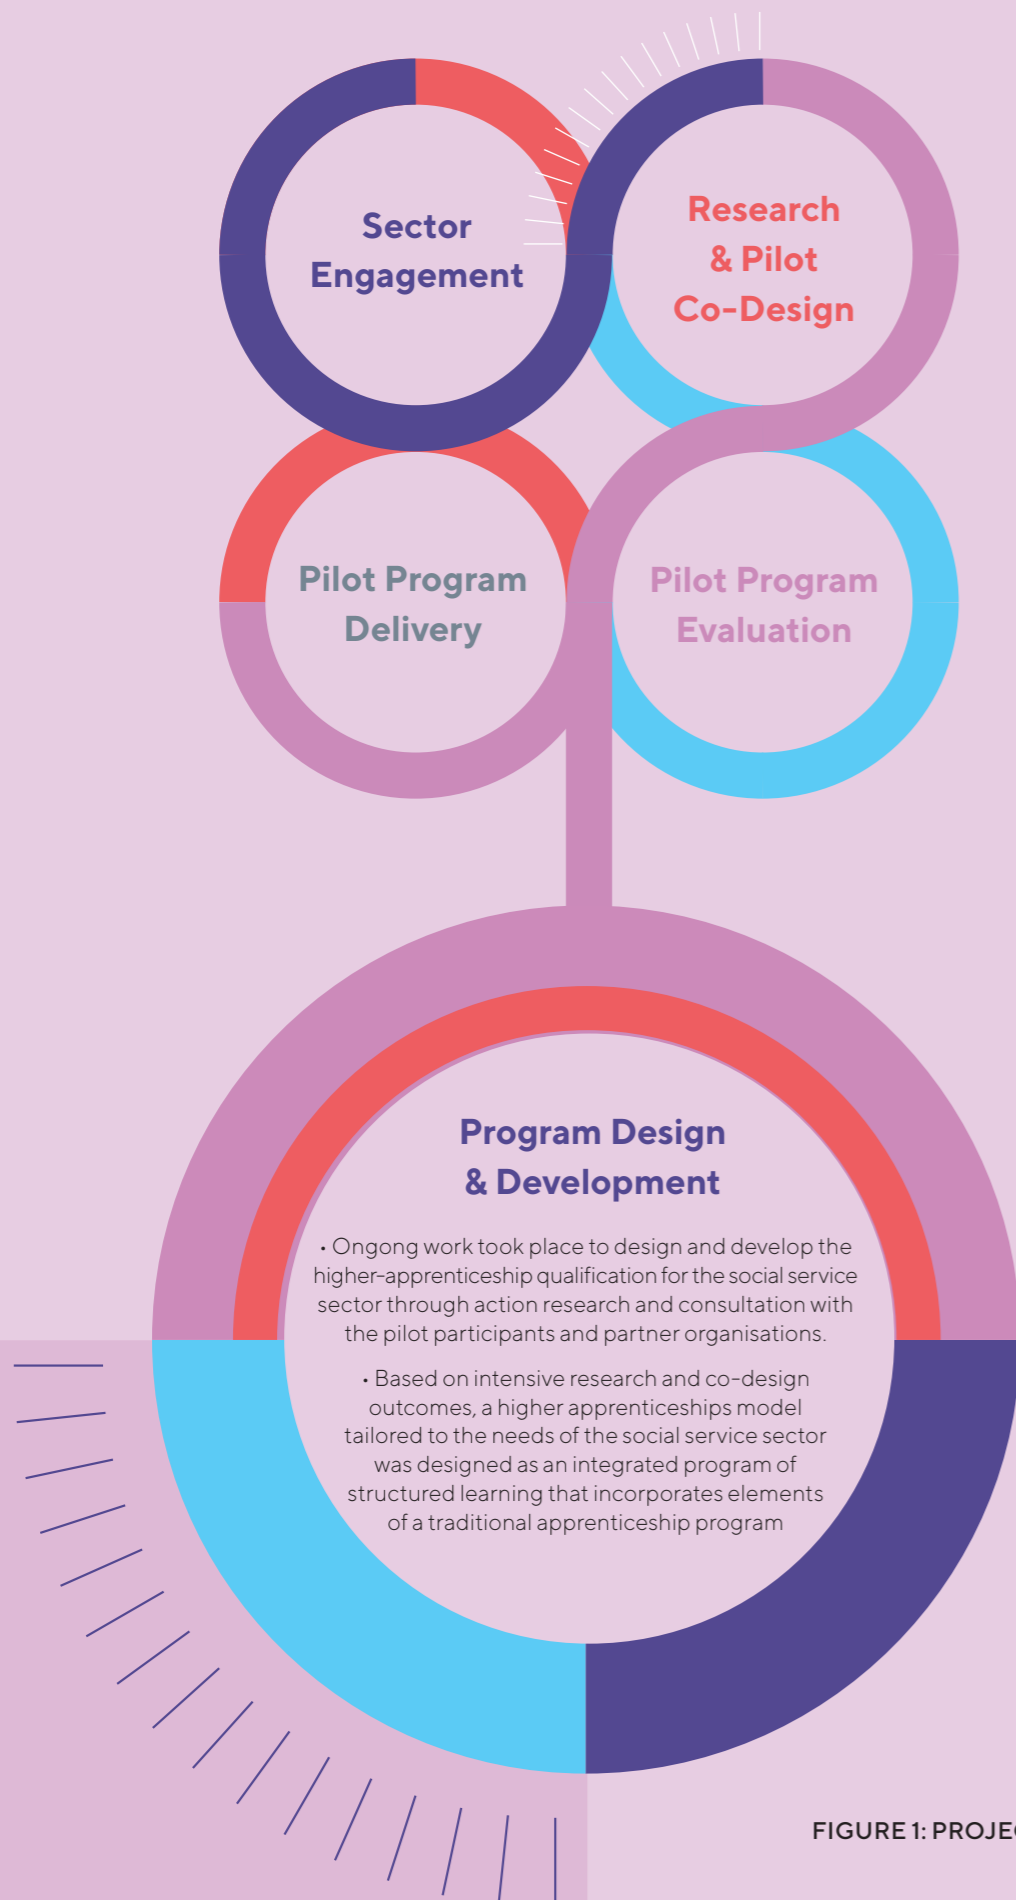 Sector
Engagement
Research
& Pilot
Co-Design
Pilot Program
Delivery
Pilot Program
Evaluation
Program Design
& Development
• Ongong work took place to design and develop the
higher-apprenticeship qualification for the social service
sector through action research and consultation with
the pilot participants and partner organisations.
• Based on intensive research and co-design
outcomes, a higher apprenticeships model
tailored to the needs of the social service sector
was designed as an integrated program of
structured learning that incorporates elements
of a traditional apprenticeship program
FIGURE 1: